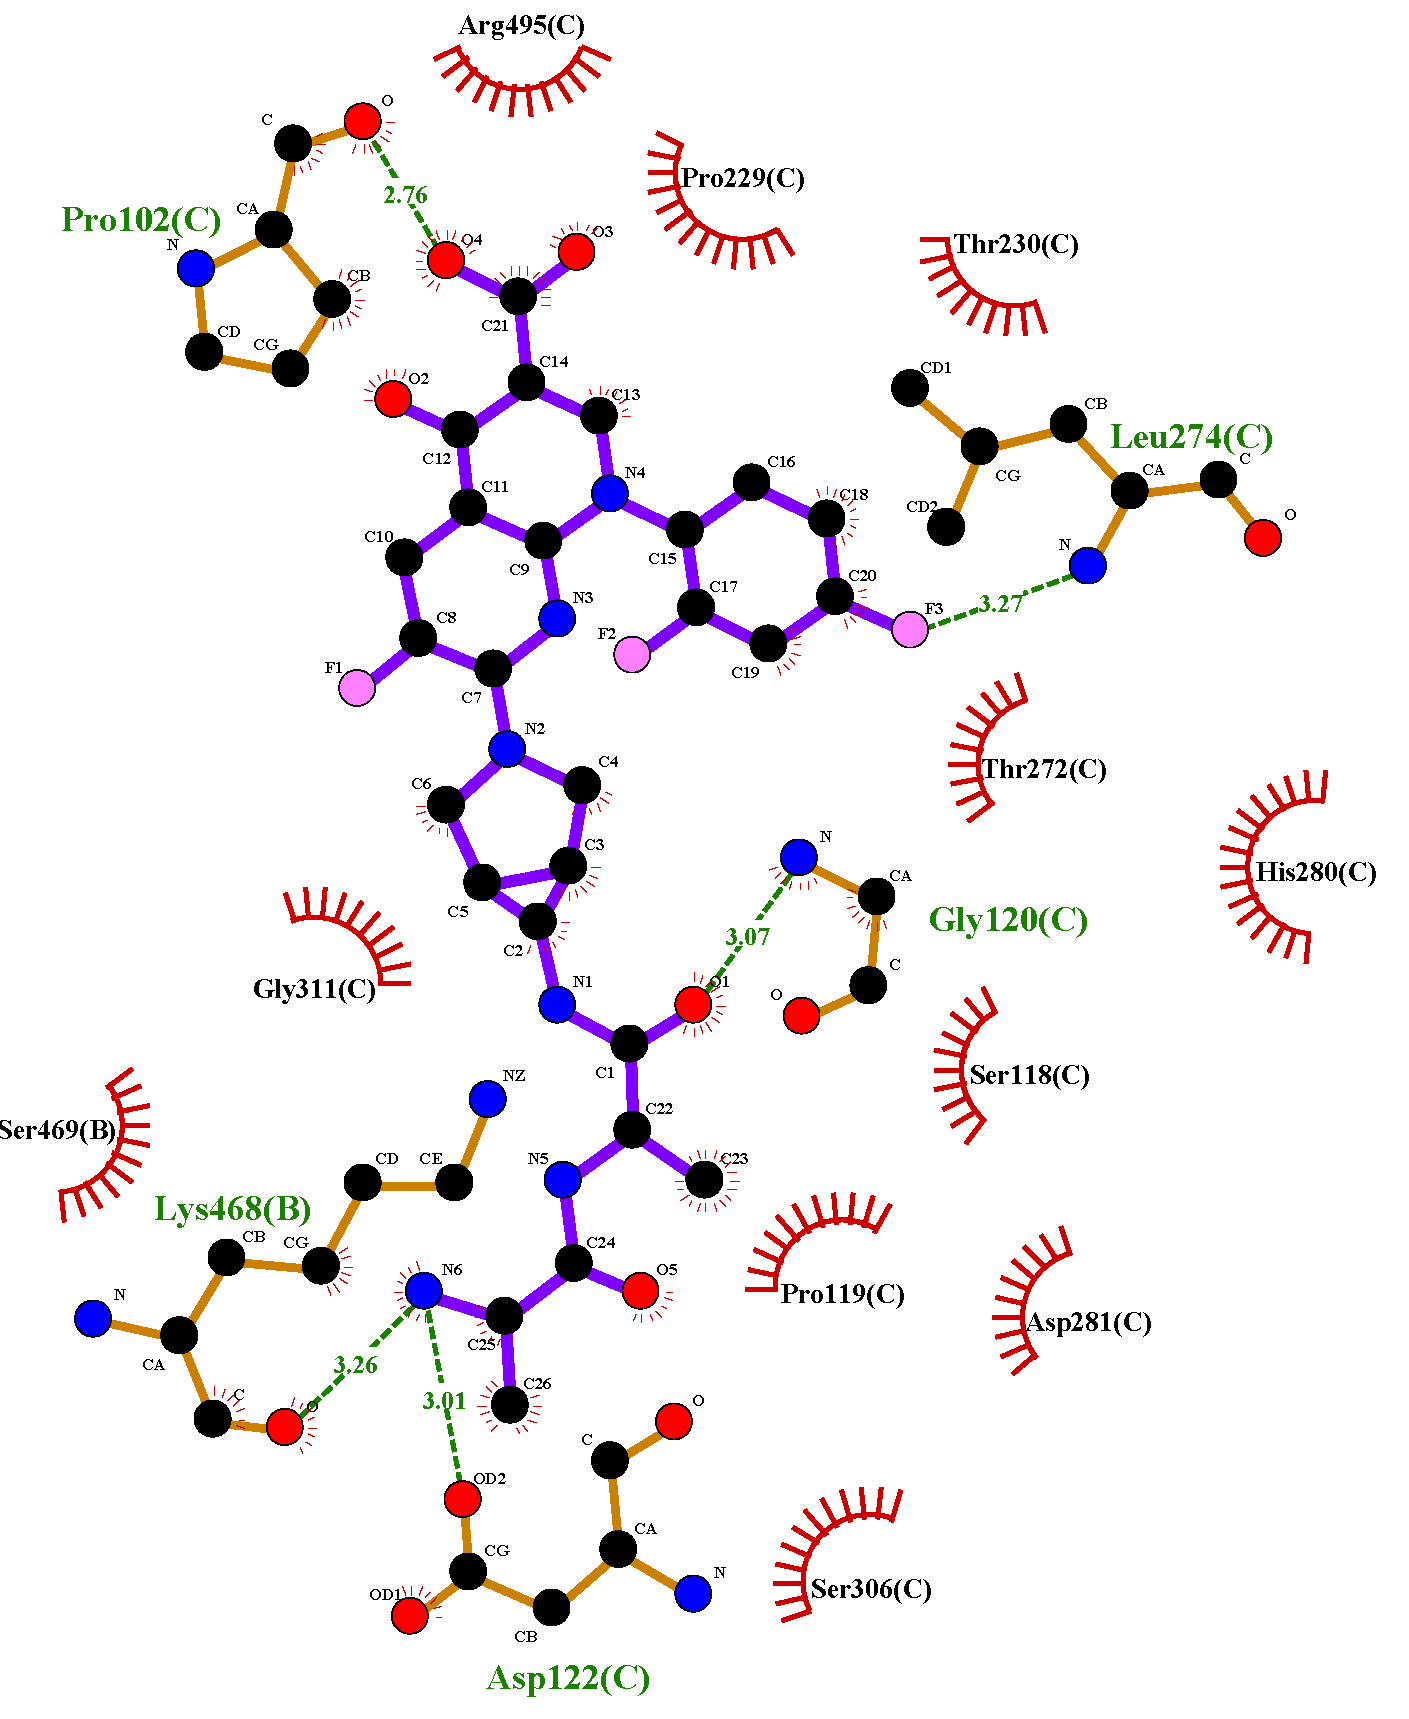 Arg495(C)
O
C
Pro229(C)
2.76
Pro102(C)
CA
N
O4
O3
Thr230(C)
CB
CD
CG
C21
C14
O2
C13
CD1
CB
Leu274(C)
C12
C16
CG
CA
C
N4
C11
C18
CD2
C10
C9
C15
N
O
N3
C17
C20
C8
F2
F3
3.27
F1
C7
C19
N2
C6
C4
Thr272(C)
C3
N
His280(C)
C5
CA
Gly120(C)
C2
3.07
C
Gly311(C)
N1
O1
O
C1
Ser118(C)
NZ
C22
Ser469(B)
CD
CE
N5
C23
Lys468(B)
CB
CG
C24
N6
O5
N
Pro119(C)
Asp281(C)
CA
C25
3.26
C26
3.01
C
O
O
C
OD2
CA
CG
N
OD1
Ser306(C)
CB
Asp122(C)